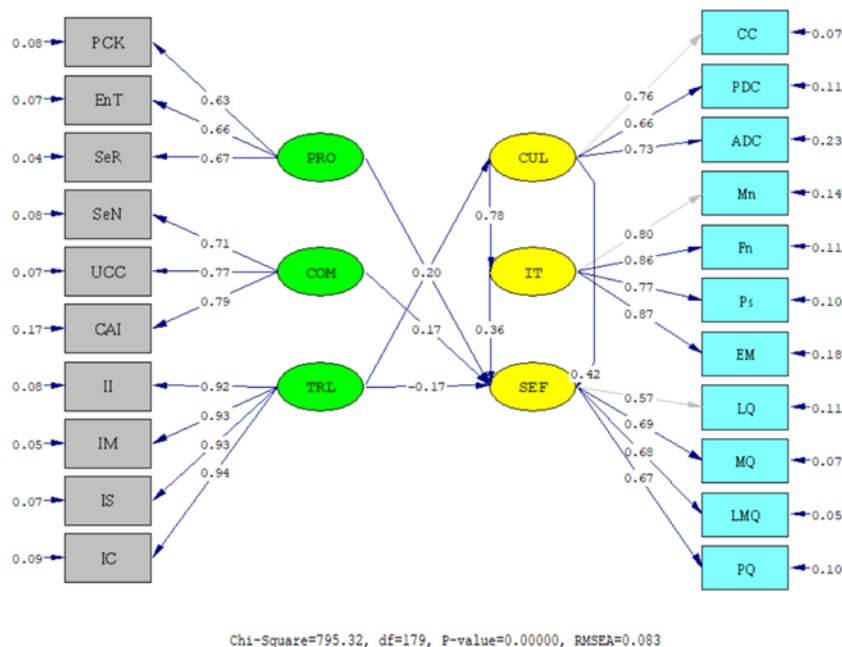 0.08 PCK
0.07 EnT
0.04 SeR
0.08 SeN
0.07 UCC
0.17 CAI
0.08 II
0.05 IM
0.07 IS
0.09 IC
0.63
0.66
0.67
0.71
0.77
0.79
0.92
0.93
0.93
0.94
PRO
COM
TRL
0.20
0.17
-0.17
CUL
0.78
IT
0.36
SEF
0.42
0.76
0.66
0.73
0.80
0.86
0.77
0.87
0.57
0.69
0.68
0.67
CC 0.07
PDC 0.11
ADC 0.23
Mn 0.14
Fn 0.11
Ps 0.10
EM 0.18
LQ 0.11
MQ 0.07
LMQ 0.05
PQ 0.10
Chi-Square=795.32, df=179, P-value=0.00000, RMSEA=0.083